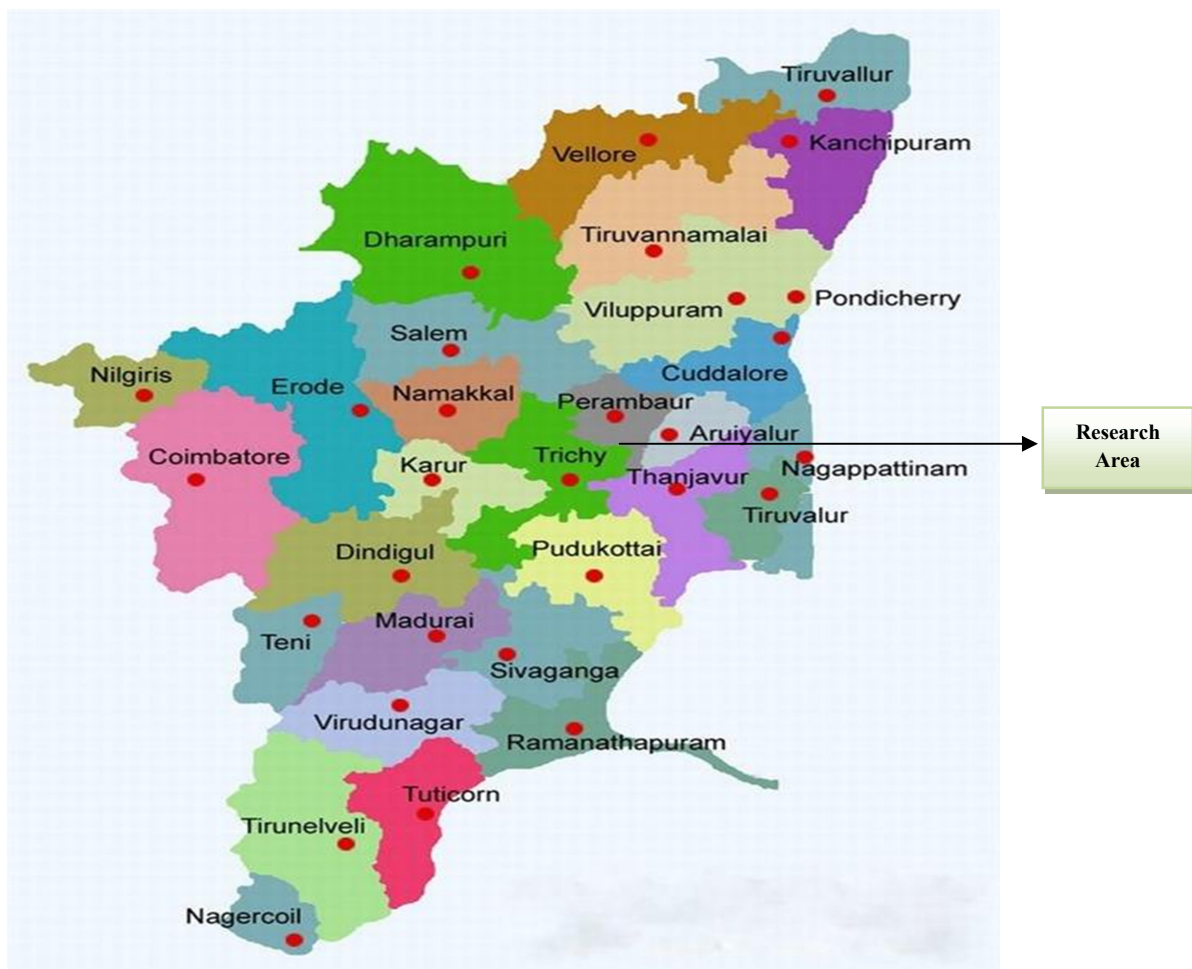 Tiruvallur
Kanchipuram
Vellore
Tiruvannamalai
Dharampuri
Viluppuram
Pondicherry
Salem
Nilgiris
Erode
Namakkal
Cuddalore
Perambaur
Aruiyalur
Research
Area
Coimbatore
Karur
Trichy
Thanjavur
Nagappattinam
Tiruvalur
Dindigul
Pudukottai
Teni
Madurai
Sivaganga
Virudunagar
Ramanathapuram
Tuticorn
Tirunelveli
Nagercoil